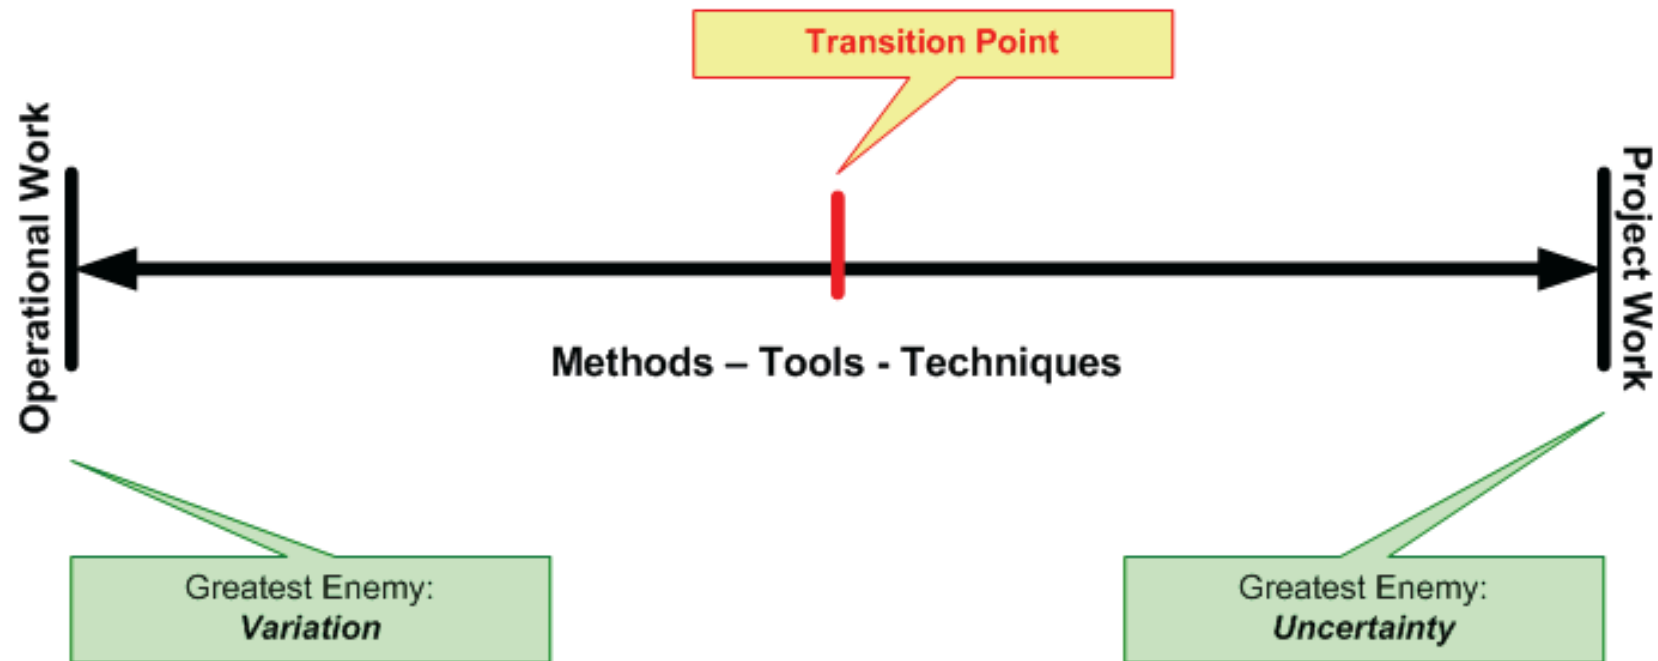 Transition Point
Operational Work
Project Work
Methods – Tools - Techniques
Greatest Enemy:
Variation
Greatest Enemy:
Uncertainty